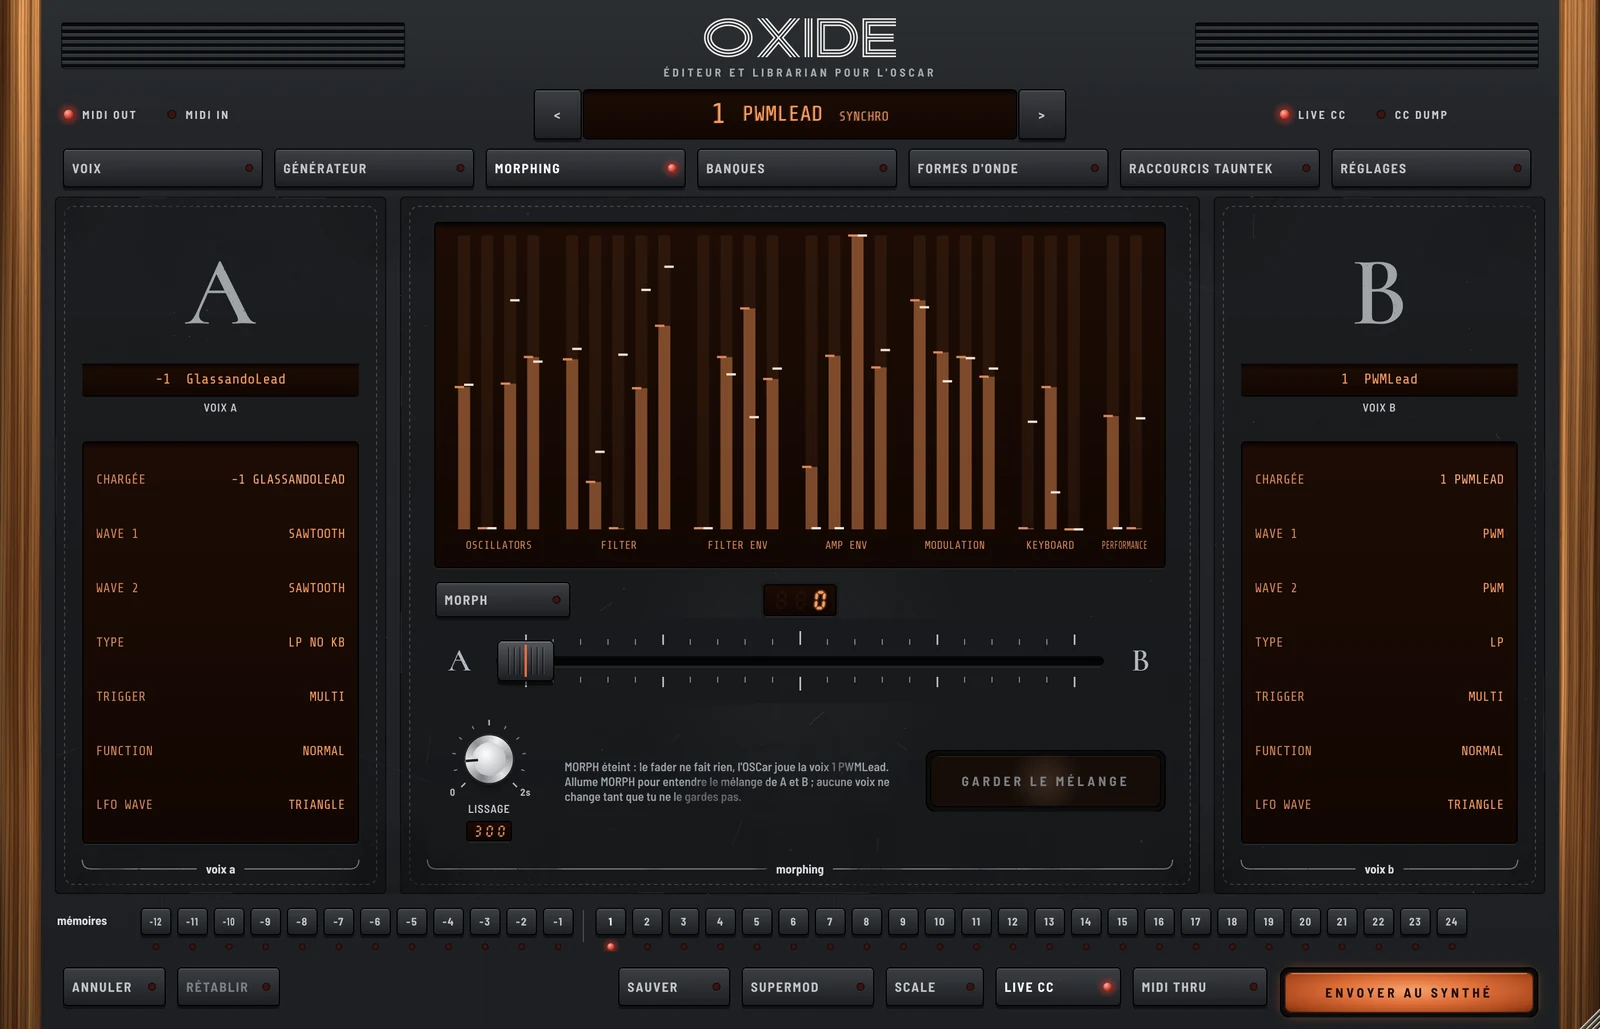 OXIDE
ÉDITEUR ET LIBRARIAN POUR L'OSCAR
MIDI OUT MIDI IN < 1 PWMLEAD SYNCHRO > LIVE CC CC DUMP
VOIX GÉNÉRATEUR MORPHING BANQUES FORMES D'ONDE RACCOURCIS TAUNTEK RÉGLAGES
A
-1 GlassandoLead
VOIX A
CHARGÉE -1 GLASSANDOLEAD
WAVE 1 SAWTOOTH
WAVE 2 SAWTOOTH
TYPE LP NO KB
TRIGGER MULTI
FUNCTION NORMAL
LFO WAVE TRIANGLE
voix a
OSCILLATORS FILTER FILTER ENV AMP ENV MODULATION KEYBOARD PERFORMANCE
MORPH 0
A B
0 2s
LISSAGE
300
MORPH éteint : le fader ne fait rien, l'OSCar joue la voix 1 PWMLead.
Allume MORPH pour entendre le mélange de A et B ; aucune voix ne
change tant que tu ne le gardes pas.
GARDER LE MÉLANGE
morphing
B
1 PWMLead
VOIX B
CHARGÉE 1 PWMLEAD
WAVE 1 PWM
WAVE 2 PWM
TYPE LP
TRIGGER MULTI
FUNCTION NORMAL
LFO WAVE TRIANGLE
voix b
mémoires -12 -11 -10 -9 -8 -7 -6 -5 -4 -3 -2 -1 1 2 3 4 5 6 7 8 9 10 11 12 13 14 15 16 17 18 19 20 21 22 23 24
ANNULER RÉTABLIR SAUVER SUPERMOD SCALE LIVE CC MIDI THRU ENVOYER AU SYNTHÉ